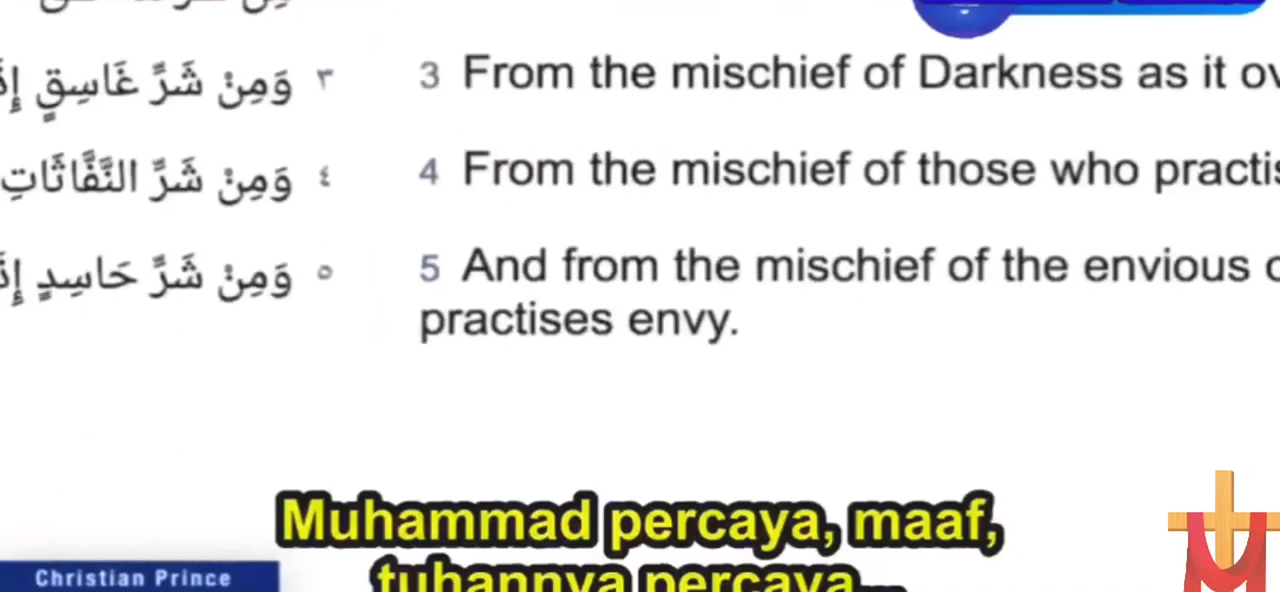 ٣ وَمِنْ شَرِّ غَاسِقٍ
3 From the mischief of Darkness as it
٤ وَمِنْ شَرِّ النَّفَّاثَاتِ
4 From the mischief of those who
٥ وَمِنْ شَرِّ حَاسِدٍ
5 And from the mischief of the envious
practises envy.
Muhammad percaya, maaf,
tuhannya percaya...
Christian Prince